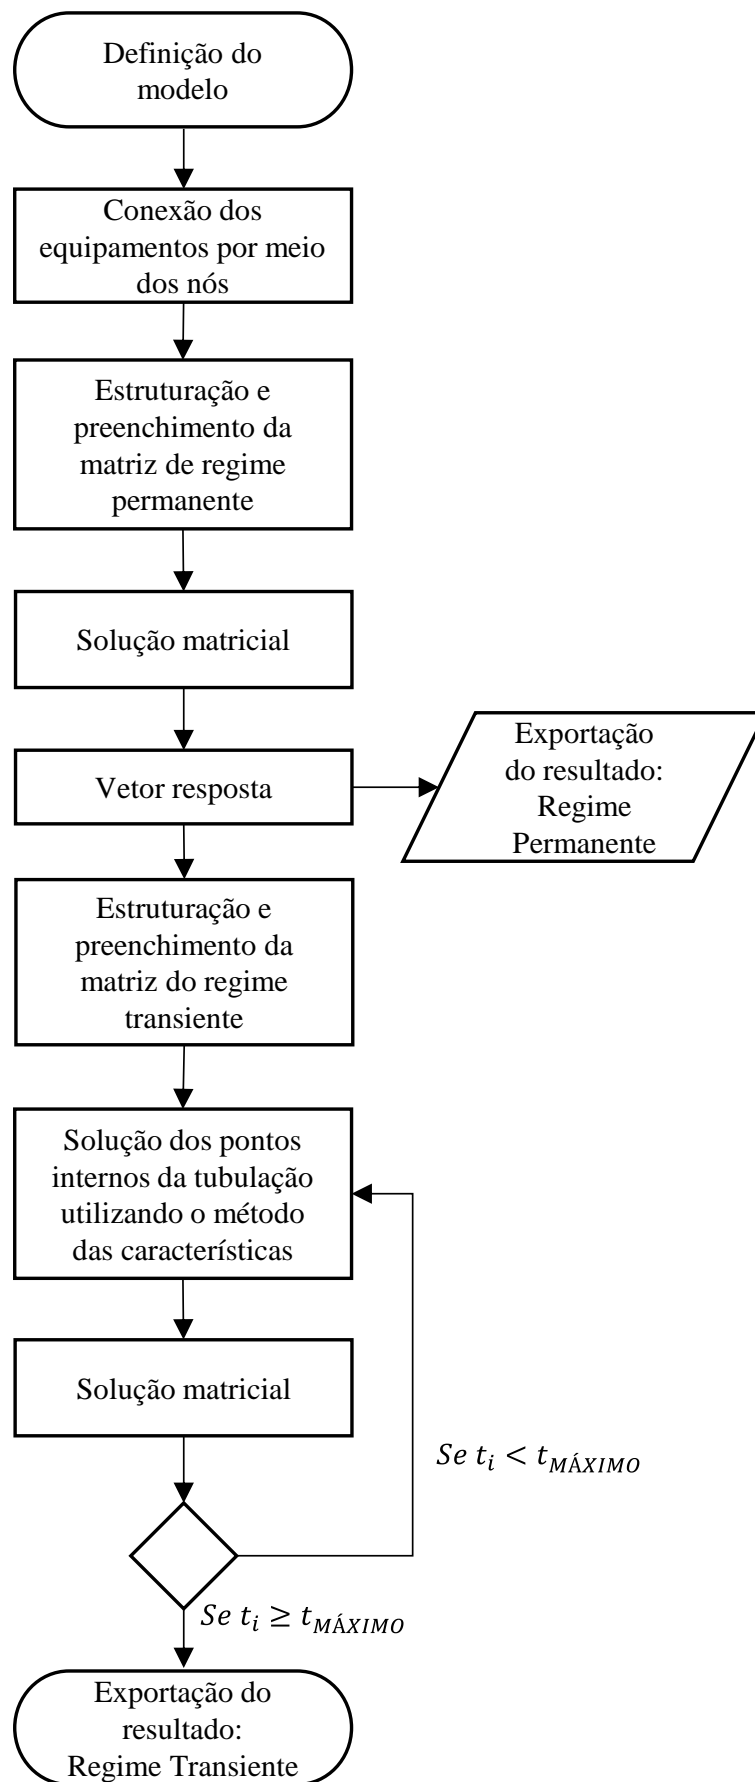 Definição do
modelo
Conexão dos
equipamentos por meio
dos nós
Estruturação e
preenchimento da
matriz de regime
permanente
Solução matricial
Vetor resposta
Exportação
do resultado:
Regime
Permanente
Estruturação e
preenchimento da
matriz do regime
transiente
Solução dos pontos
internos da tubulação
utilizando o método
das características
Solução matricial
Se t_i < t_MÁXIMO
Se t_i ≥ t_MÁXIMO
Exportação do
resultado:
Regime Transiente